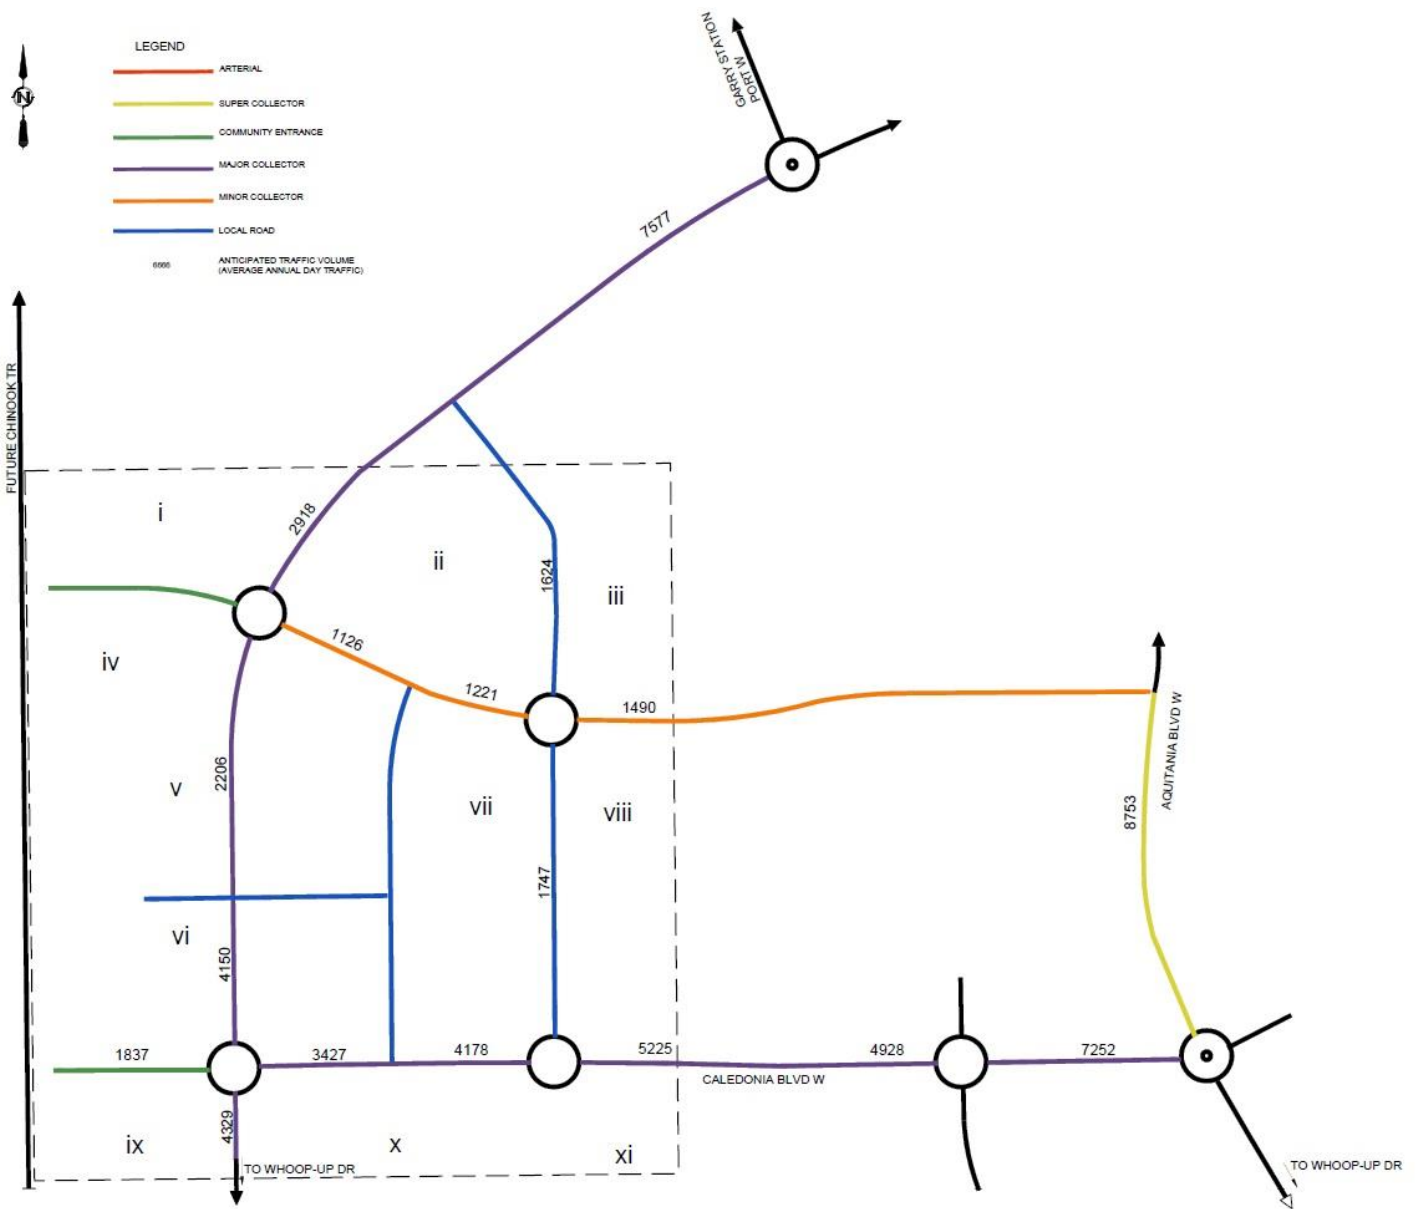 GARRY STATION
PORT W
N
LEGEND
ARTERIAL
SUPER COLLECTOR
COMMUNITY ENTRANCE
MAJOR COLLECTOR
MINOR COLLECTOR
LOCAL ROAD
6666
ANTICIPATED TRAFFIC VOLUME
(AVERAGE ANNUAL DAY TRAFFIC)
7577
FUTURE CHINOOK TR
i
2918
ii
1624
iii
iv
1126
1221
1490
AQUITANIA BLVD W
8753
v
2206
vii
viii
1747
vi
4150
1837
3427
4178
5225
4928
7252
CALEDONIA BLVD W
4329
ix
x
xi
TO WHOOP-UP DR
TO WHOOP-UP DR